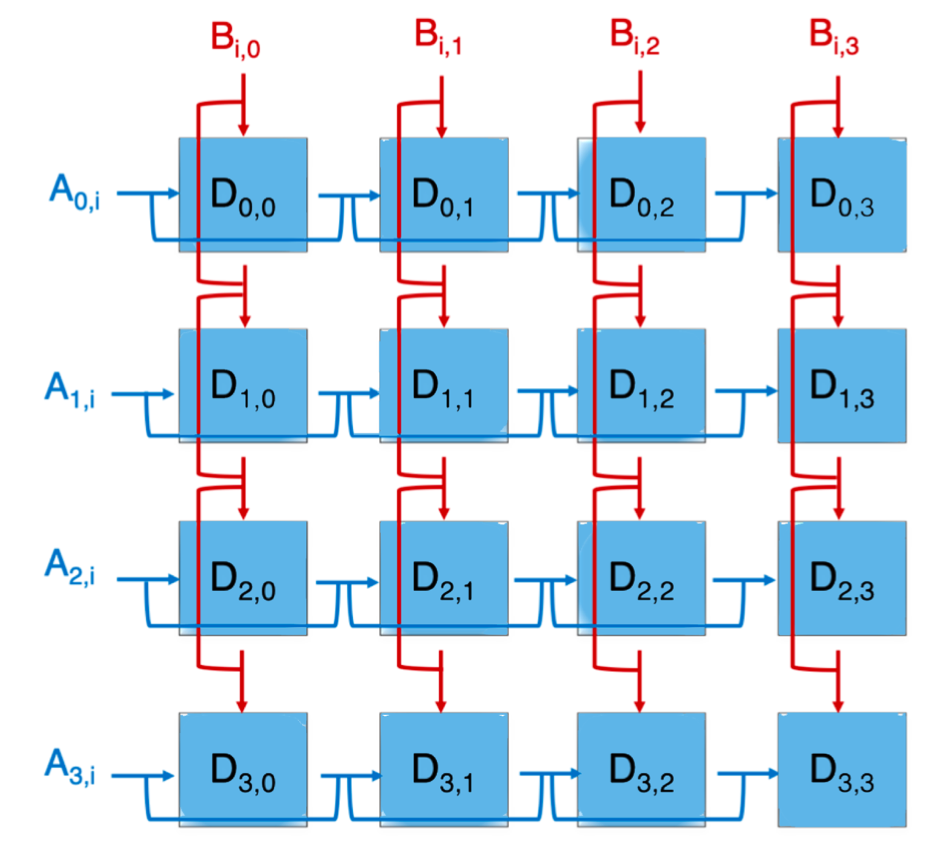 B_{i,0} B_{i,1} B_{i,2} B_{i,3}
A_{0,i} D_{0,0} D_{0,1} D_{0,2} D_{0,3}
A_{1,i} D_{1,0} D_{1,1} D_{1,2} D_{1,3}
A_{2,i} D_{2,0} D_{2,1} D_{2,2} D_{2,3}
A_{3,i} D_{3,0} D_{3,1} D_{3,2} D_{3,3}